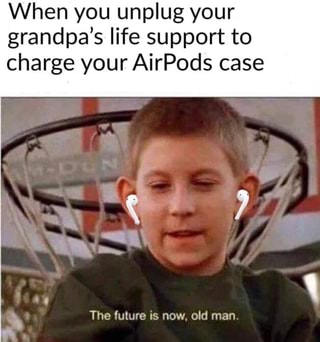 When you unplug your
grandpa's life support to
charge your AirPods case
The future is now, old man.